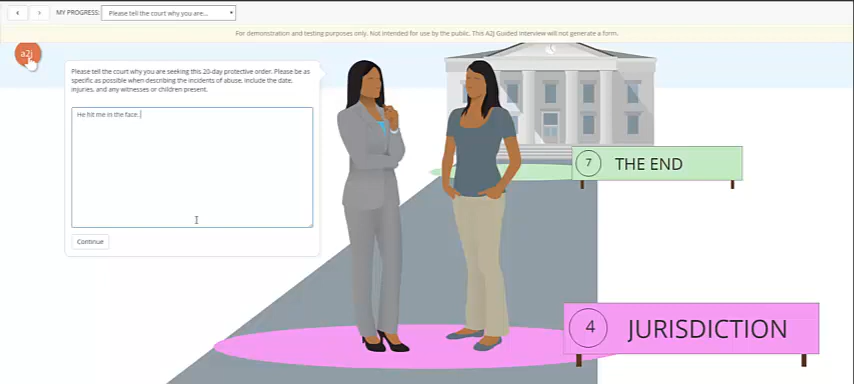 MY PROGRESS: Please tell the court why you are...
For demonstration and testing purposes only. Not intended for use by the public. This A2J Guided Interview will not generate a form.
a2j
Please tell the court why you are seeking this 20-day protective order. Please be as
specific as possible when describing the incidents of abuse, include the date,
injuries, and any witnesses or children present.
He hit me in the face.
Continue
7 THE END
4 JURISDICTION